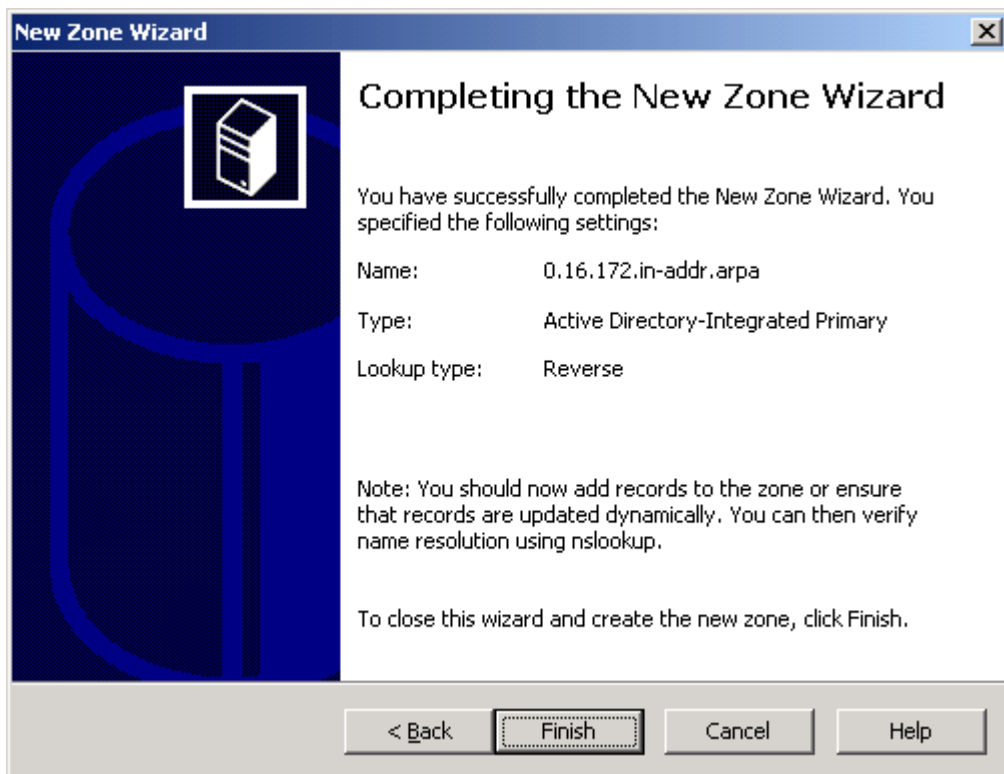 New Zone Wizard
Completing the New Zone Wizard
You have successfully completed the New Zone Wizard. You
specified the following settings:
Name: 0.16.172.in-addr.arpa
Type: Active Directory-Integrated Primary
Lookup type: Reverse
Note: You should now add records to the zone or ensure
that records are updated dynamically. You can then verify
name resolution using nslookup.
To close this wizard and create the new zone, click Finish.
< Back Finish Cancel Help